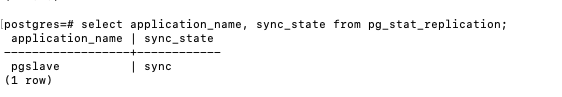 [postgres=# select application_name, sync_state from pg_stat_replication;
 application_name | sync_state
------------------+------------
 pgslave          | sync
(1 row)